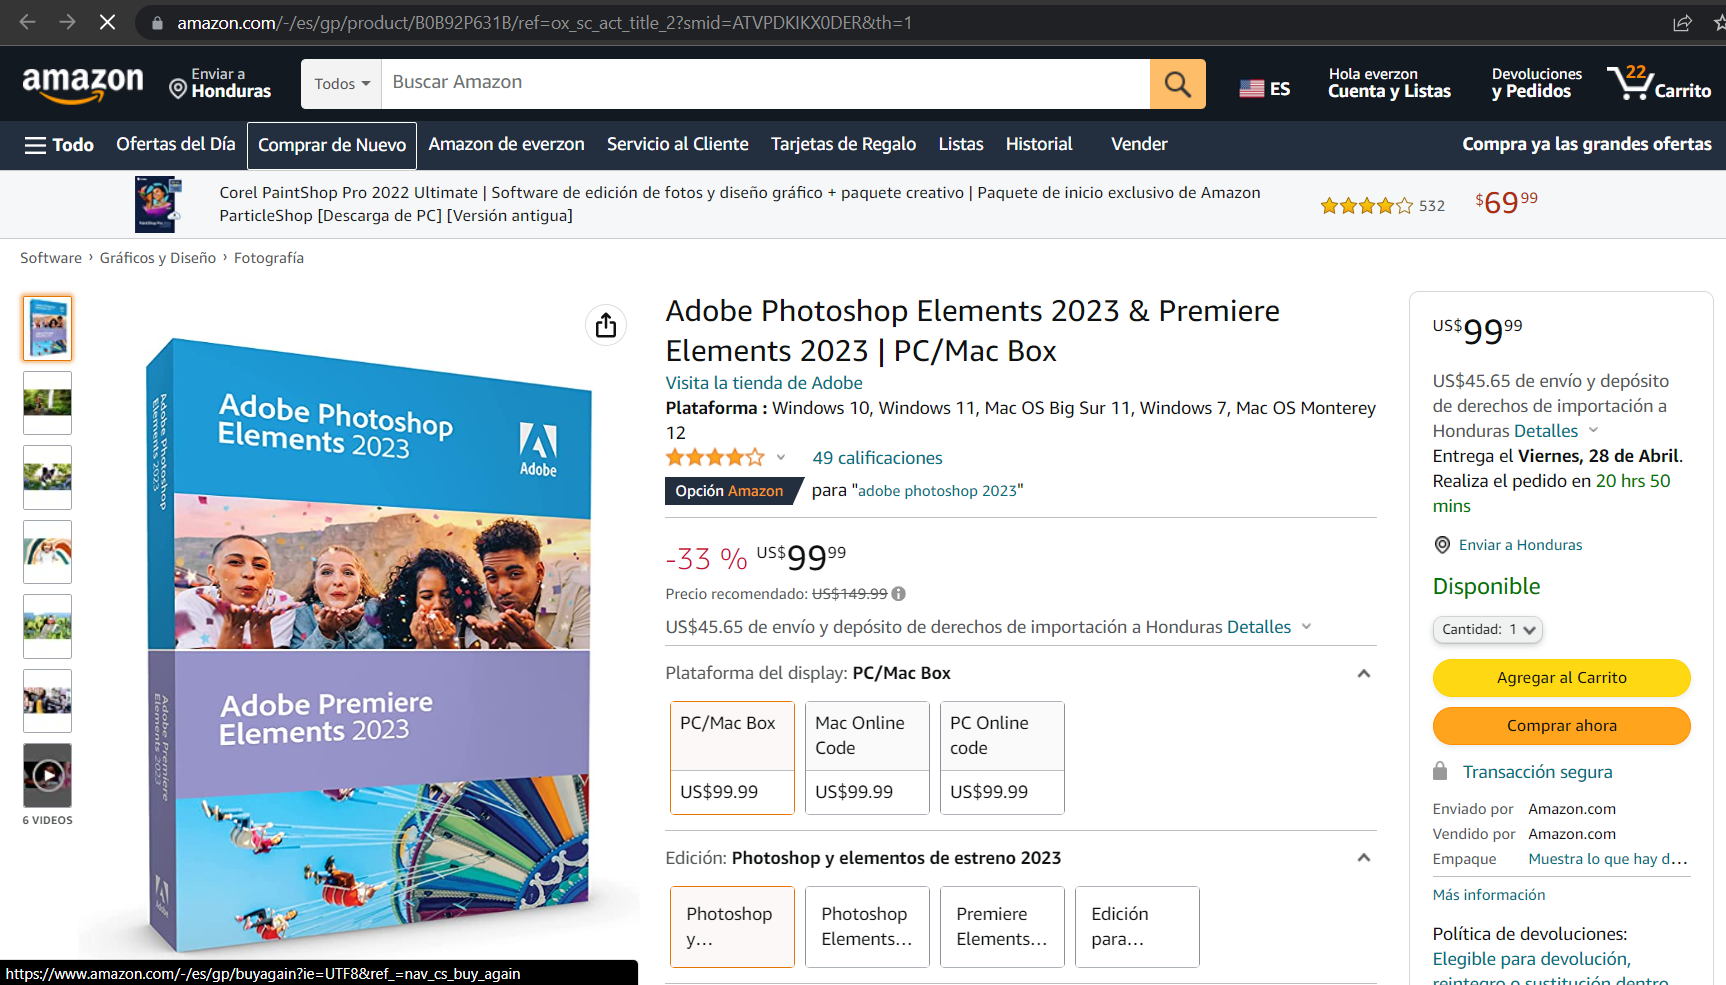 amazon.com/-/es/gp/product/B0B92P631B/ref=ox_sc_act_title_2?smid=ATVPDKIKX0DER&th=1
amazon
Enviar a
Honduras
Todos
Buscar Amazon
ES
Hola everzon
Cuenta y Listas
Devoluciones
y Pedidos
22
Carrito
Todo
Ofertas del Día
Comprar de Nuevo
Amazon de everzon
Servicio al Cliente
Tarjetas de Regalo
Listas
Historial
Vender
Compra ya las grandes ofertas
Corel PaintShop Pro 2022 Ultimate | Software de edición de fotos y diseño gráfico + paquete creativo | Paquete de inicio exclusivo de Amazon
ParticleShop [Descarga de PC] [Versión antigua]
532
$69 99
Software › Gráficos y Diseño › Fotografía
6 VIDEOS
Adobe Photoshop
Elements 2023
Adobe
Adobe Photoshop
Elements 2023
Adobe Premiere
Elements 2023
Adobe Premiere
Elements 2023
Adobe
Adobe Photoshop Elements 2023 & Premiere
Elements 2023 | PC/Mac Box
Visita la tienda de Adobe
Plataforma : Windows 10, Windows 11, Mac OS Big Sur 11, Windows 7, Mac OS Monterey
12
49 calificaciones
Opción Amazon para "adobe photoshop 2023"
-33 % US$99 99
Precio recomendado: US$149.99
US$45.65 de envío y depósito de derechos de importación a Honduras Detalles
Plataforma del display: PC/Mac Box
PC/Mac Box
US$99.99
Mac Online
Code
US$99.99
PC Online
code
US$99.99
Edición: Photoshop y elementos de estreno 2023
Photoshop
y...
Photoshop
Elements...
Premiere
Elements...
Edición
para...
US$99 99
US$45.65 de envío y depósito
de derechos de importación a
Honduras Detalles
Entrega el Viernes, 28 de Abril.
Realiza el pedido en 20 hrs 50
mins
Enviar a Honduras
Disponible
Cantidad: 1
Agregar al Carrito
Comprar ahora
Transacción segura
Enviado por Amazon.com
Vendido por Amazon.com
Empaque Muestra lo que hay d...
Más información
Política de devoluciones:
Elegible para devolución,
reintegro o sustitución dentro
https://www.amazon.com/-/es/gp/buyagain?ie=UTF8&ref_=nav_cs_buy_again